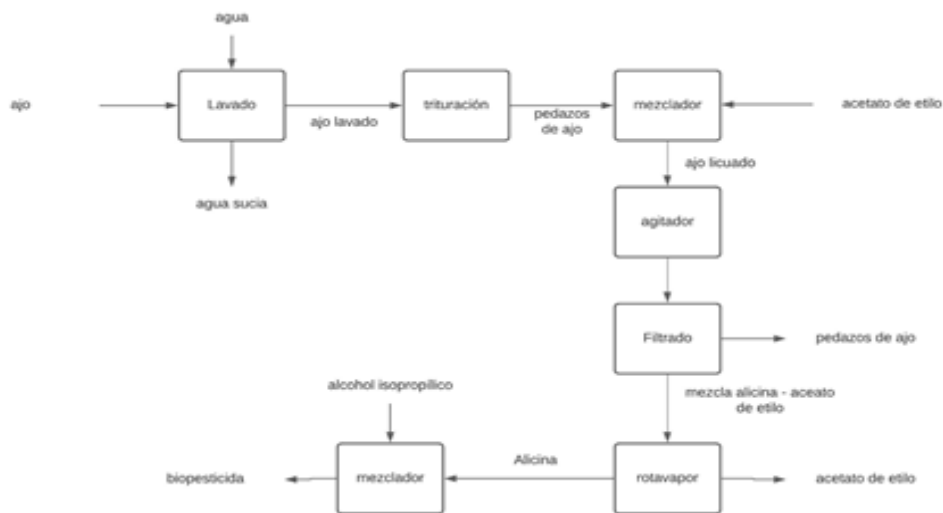 agua
ajo
Lavado
ajo lavado
trituración
pedazos
de ajo
mezclador
acetato de etilo
agua sucia
ajo licuado
agitador
Filtrado
pedazos de ajo
mezcla alicina - aceato
de etilo
alcohol isopropílico
biopesticida
mezclador
Alicina
rotavapor
acetato de etilo